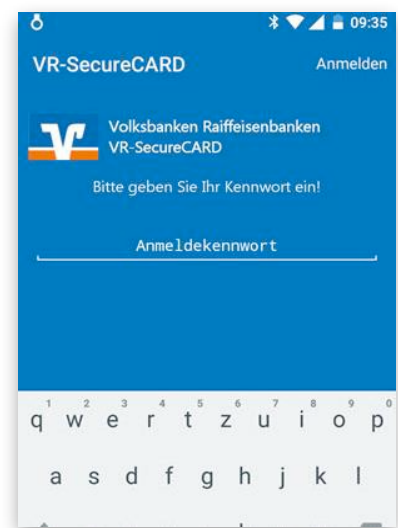 09:35
VR-SecureCARD Anmelden
Volksbanken Raiffeisenbanken
VR-SecureCARD
Bitte geben Sie Ihr Kennwort ein!
Anmeldekennwort
1 2 3 4 5 6 7 8 9 0
q w e r t z u i o p
a s d f g h j k l